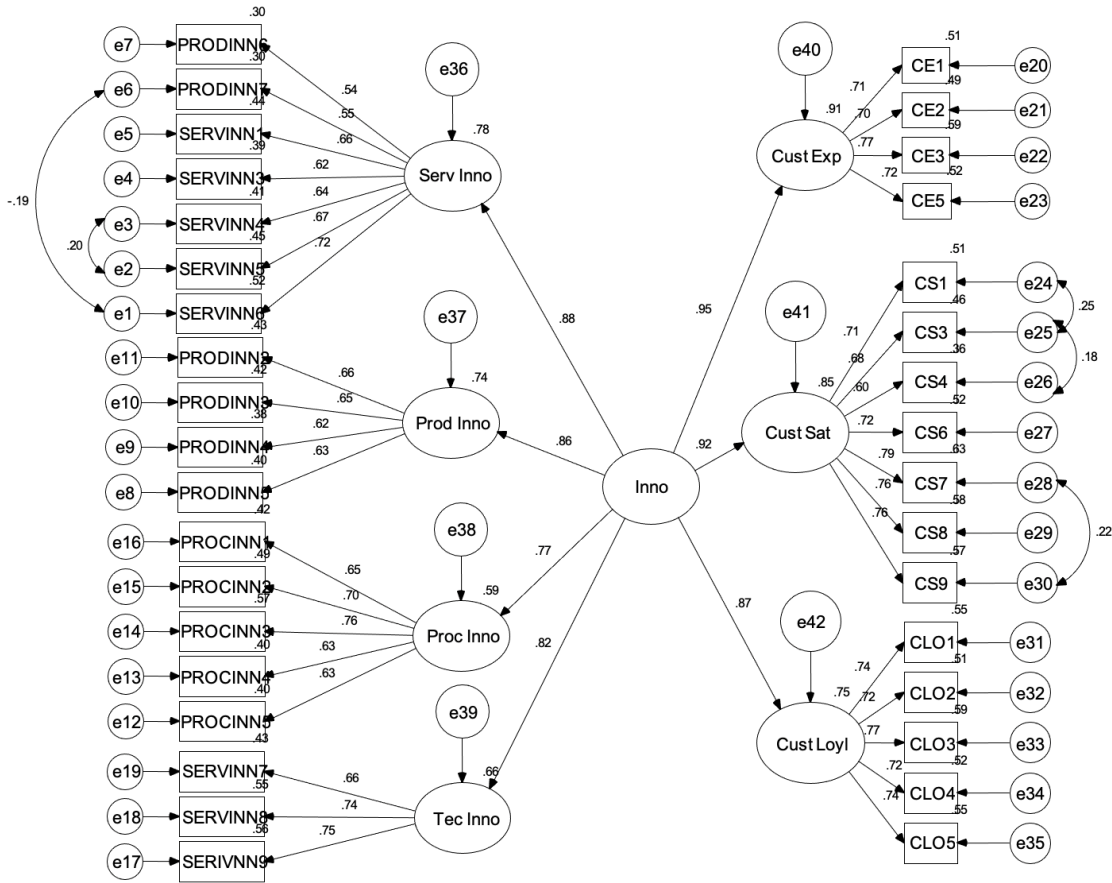 .30
e7 PRODINN6
.30
e6 PRODINN7
.44
e5 SERVINN1
.39
e4 SERVINN3
.41
e3 SERVINN4
.45
e2 SERVINN5
.52
e1 SERVINN6
-.19
.20
.54
.55
.66
.62
.64
.67
.72
e36
.78
Serv Inno
.43
e11 PRODINN2
.42
e10 PRODINN3
.38
e9 PRODINN4
.40
e8 PRODINN5
.66
.65
.62
.63
e37
.74
Prod Inno
.42
e16 PROCINN1
.49
e15 PROCINN2
.57
e14 PROCINN3
.40
e13 PROCINN4
.40
e12 PROCINN5
.65
.70
.76
.63
.63
e38
.59
Proc Inno
.43
e19 SERVINN7
.55
e18 SERVINN8
.56
e17 SERIVNN9
.66
.74
.75
e39
.66
Tec Inno
.88
.86
.77
.82
Inno
.95
.92
.87
e40
.91
Cust Exp
.71
.70
.77
.72
.51
CE1 e20
.49
CE2 e21
.59
CE3 e22
.52
CE5 e23
e41
.85
Cust Sat
.71
.68
.60
.72
.79
.76
.76
.51
CS1 e24
.46
CS3 e25
.36
CS4 e26
.52
CS6 e27
.63
CS7 e28
.58
CS8 e29
.57
CS9 e30
.25
.18
.22
e42
.75
Cust Loyl
.74
.72
.77
.72
.74
.55
CLO1 e31
.51
CLO2 e32
.59
CLO3 e33
.52
CLO4 e34
.55
CLO5 e35